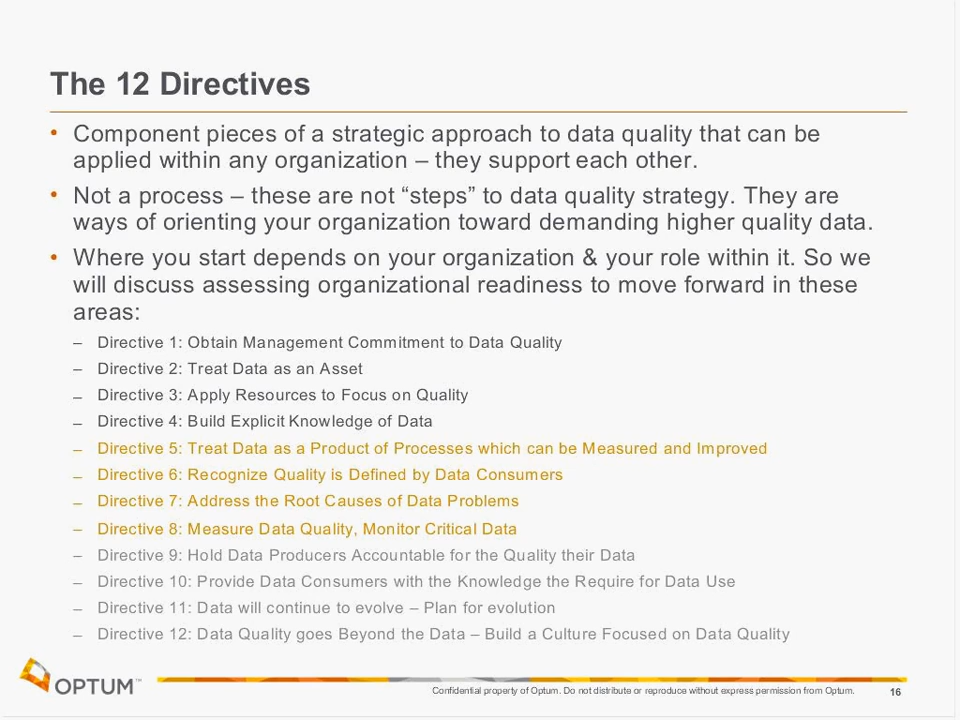 The 12 Directives
• Component pieces of a strategic approach to data quality that can be
applied within any organization – they support each other.
• Not a process – these are not “steps” to data quality strategy. They are
ways of orienting your organization toward demanding higher quality data.
• Where you start depends on your organization & your role within it. So we
will discuss assessing organizational readiness to move forward in these
areas:
– Directive 1: Obtain Management Commitment to Data Quality
– Directive 2: Treat Data as an Asset
– Directive 3: Apply Resources to Focus on Quality
– Directive 4: Build Explicit Knowledge of Data
– Directive 5: Treat Data as a Product of Processes which can be Measured and Improved
– Directive 6: Recognize Quality is Defined by Data Consumers
– Directive 7: Address the Root Causes of Data Problems
– Directive 8: Measure Data Quality, Monitor Critical Data
– Directive 9: Hold Data Producers Accountable for the Quality their Data
– Directive 10: Provide Data Consumers with the Knowledge the Require for Data Use
– Directive 11: Data will continue to evolve – Plan for evolution
– Directive 12: Data Quality goes Beyond the Data – Build a Culture Focused on Data Quality
OPTUM™
Confidential property of Optum. Do not distribute or reproduce without express permission from Optum.
16